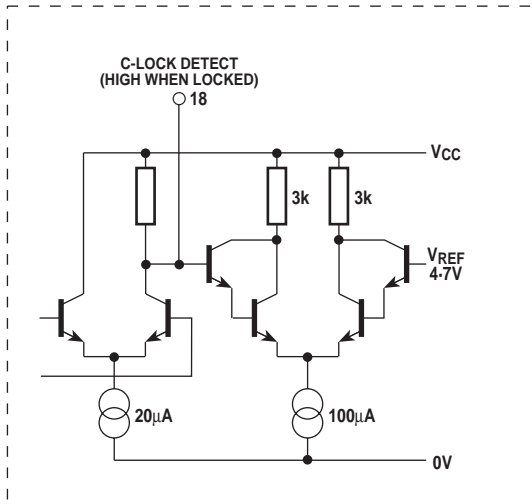 C-LOCK DETECT
(HIGH WHEN LOCKED)
18
VCC
3k
3k
VREF
4·7V
20µA
100µA
0V